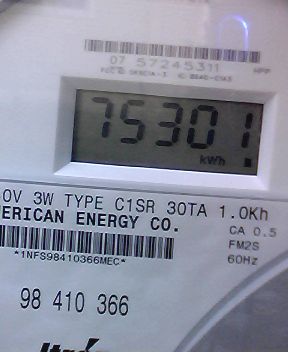 07 57245311
HPP
75301
kWh
0V 3W TYPE C1SR 30TA 1.0Kh
ERICAN ENERGY CO.
CA 0.5
FM2S
60Hz
*1NFS98410366MEC*
98 410 366